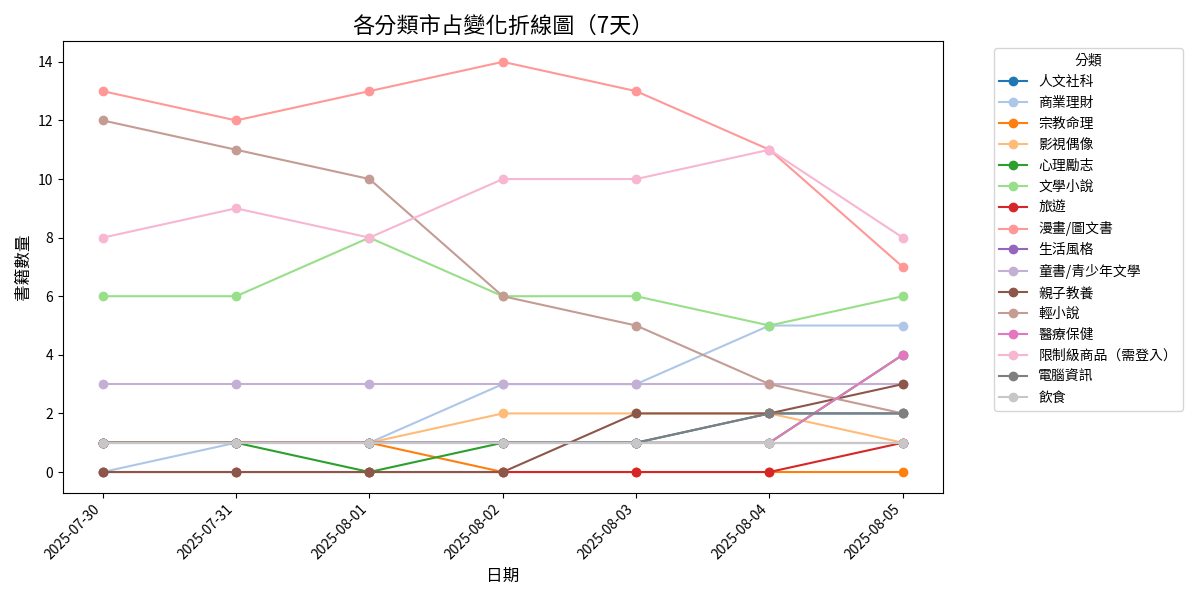 各分類市占變化折線圖（7天）
書籍數量
14
12
10
8
6
4
2
0
2025-07-30
2025-07-31
2025-08-01
2025-08-02
2025-08-03
2025-08-04
2025-08-05
日期
分類
人文社科
商業理財
宗教命理
影視偶像
心理勵志
文學小說
旅遊
漫畫/圖文書
生活風格
童書/青少年文學
親子教養
輕小說
醫療保健
限制級商品（需登入）
電腦資訊
飲食